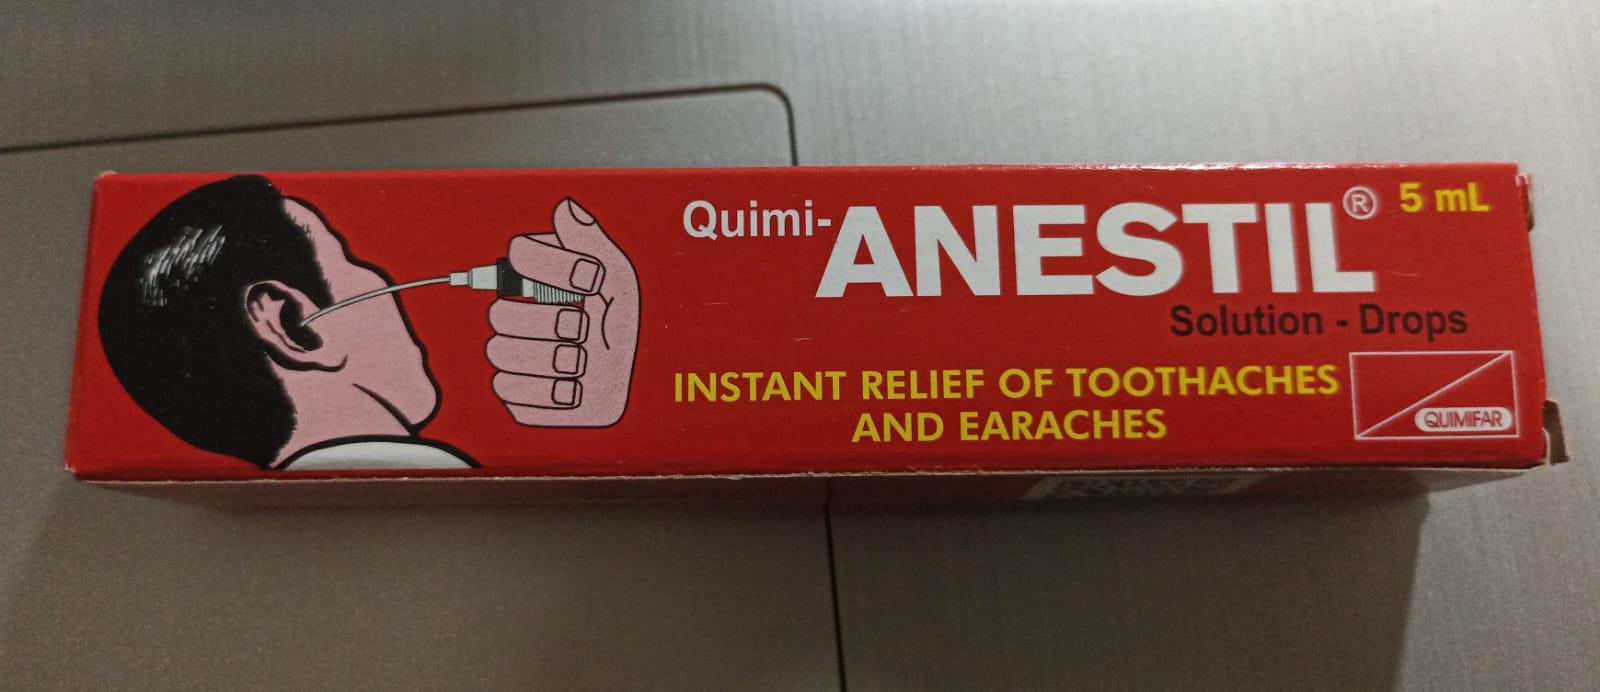 Quimi-ANESTIL® 5 mL
Solution - Drops
INSTANT RELIEF OF TOOTHACHES
AND EARACHES
QUIMIFAR